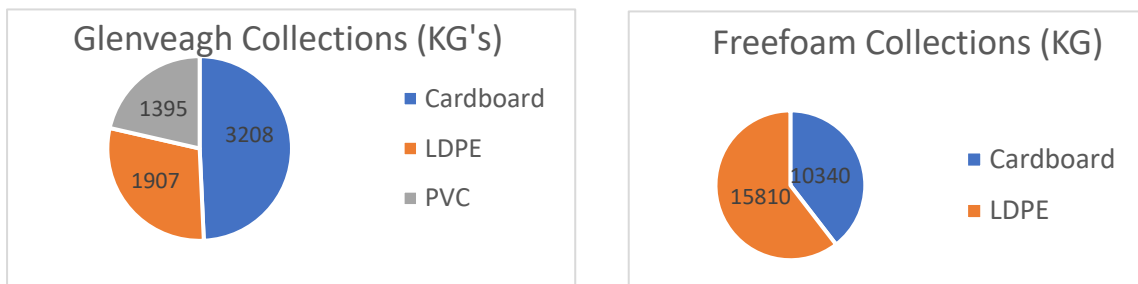 Glenveagh Collections (KG's)
1395
3208
1907
Cardboard
LDPE
PVC
Freefoam Collections (KG)
10340
15810
Cardboard
LDPE